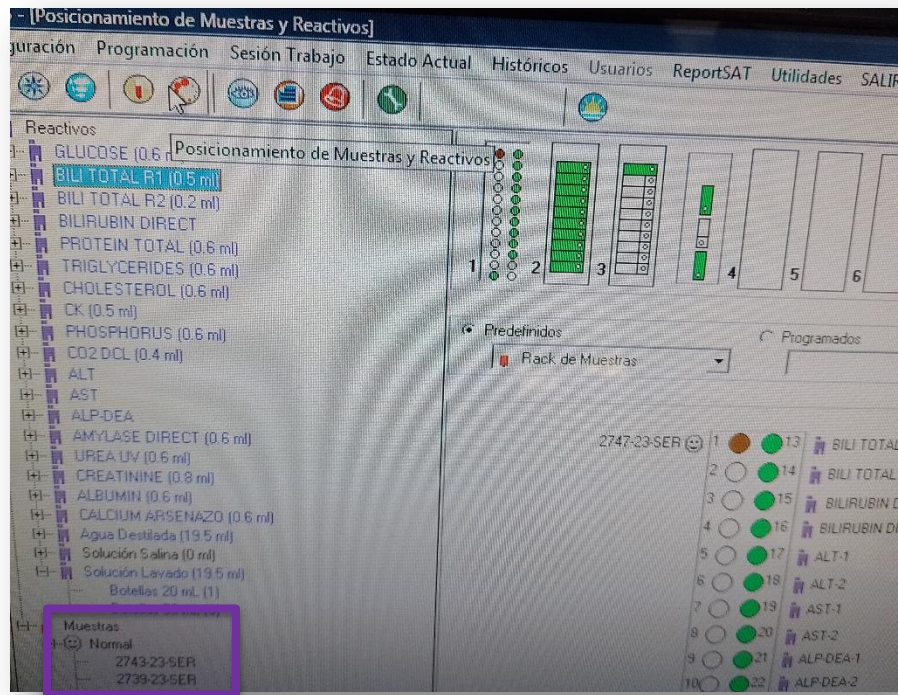 - [Posicionamiento de Muestras y Reactivos]
guración Programación Sesión Trabajo Estado Actual Históricos Usuarios ReportSAT Utilidades SALIR
Reactivos
GLUCOSE (0.6
Posicionamiento de Muestras y Reactivos
BILI TOTAL R1 (0.5 ml)
BILI TOTAL R2 (0.2 ml)
BILIRUBIN DIRECT
PROTEIN TOTAL (0.6 ml)
TRIGLYCERIDES (0.6 ml)
CHOLESTEROL (0.6 ml)
CK (0.5 ml)
PHOSPHORUS (0.6 ml)
CO2 DCL (0.4 ml)
ALT
AST
ALP-DEA
AMYLASE DIRECT (0.6 ml)
UREA UV (0.6 ml)
CREATININE (0.8 ml)
ALBUMIN (0.6 ml)
CALCIUM ARSENAZO (0.6 ml)
Agua Destilada (19.5 ml)
Solución Salina (0 ml)
Solución Lavado (19.5 ml)
Botellas 20 mL (1)
Muestras
Normal
2743-23-SER
2739-23-SER
1 2 3 4 5 6
Predefinidos Programados
Rack de Muestras
2747-23-SER 1 13 BILI TOTAL
2 14 BILI TOTAL
3 15 BILIRUBIN D
4 16 BILIRUBIN DI
5 17 ALT-1
6 18 ALT-2
7 19 AST-1
8 20 AST-2
9 21 ALP-DEA-1
10 22 ALP-DEA-2